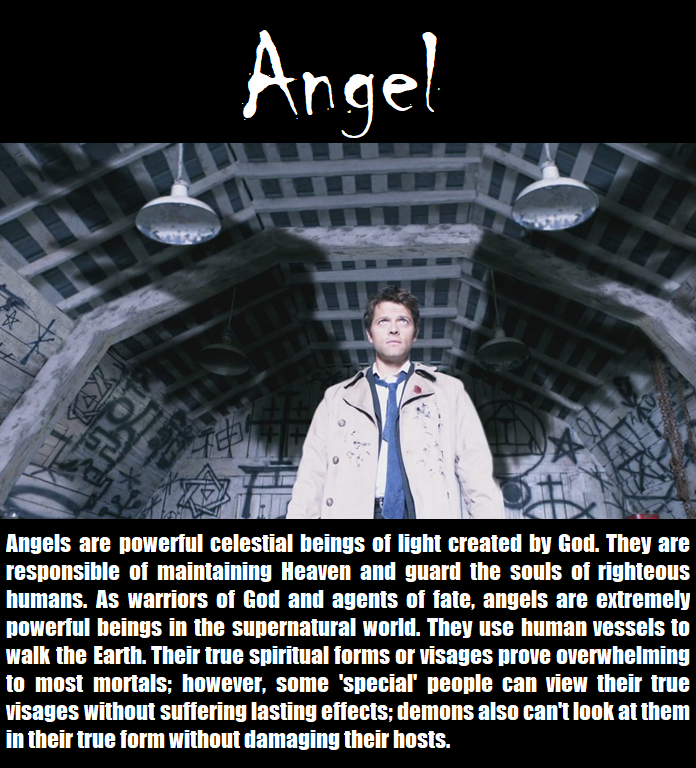 Angel
Angels are powerful celestial beings of light created by God. They are
responsible of maintaining Heaven and guard the souls of righteous
humans. As warriors of God and agents of fate, angels are extremely
powerful beings in the supernatural world. They use human vessels to
walk the Earth. Their true spiritual forms or visages prove overwhelming
to most mortals; however, some 'special' people can view their true
visages without suffering lasting effects; demons also can't look at them
in their true form without damaging their hosts.